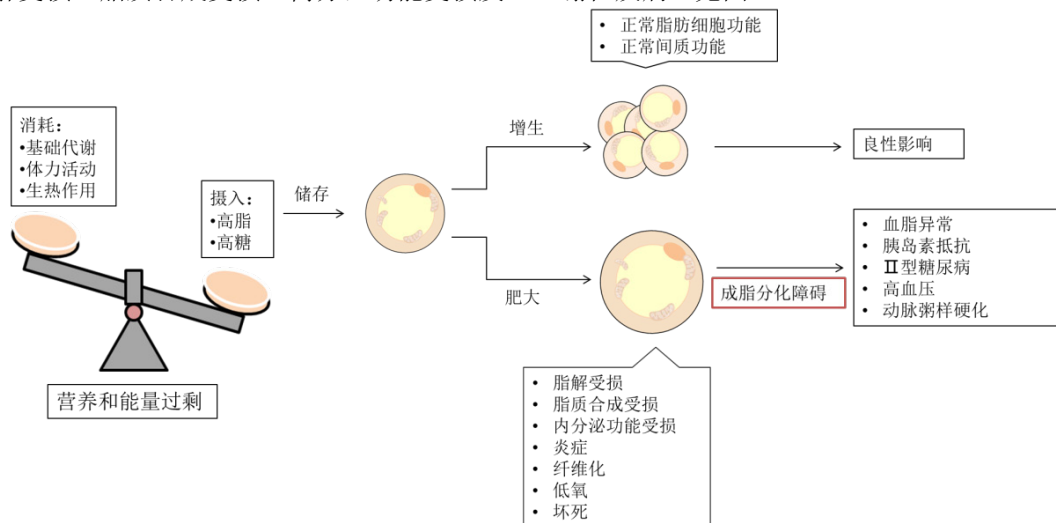 • 正常脂肪细胞功能
• 正常间质功能
消耗：
•基础代谢
•体力活动
•生热作用
摄入：
•高脂
•高糖
储存
增生
良性影响
肥大
成脂分化障碍
• 血脂异常
• 胰岛素抵抗
• Ⅱ型糖尿病
• 高血压
• 动脉粥样硬化
营养和能量过剩
• 脂解受损
• 脂质合成受损
• 内分泌功能受损
• 炎症
• 纤维化
• 低氧
• 坏死